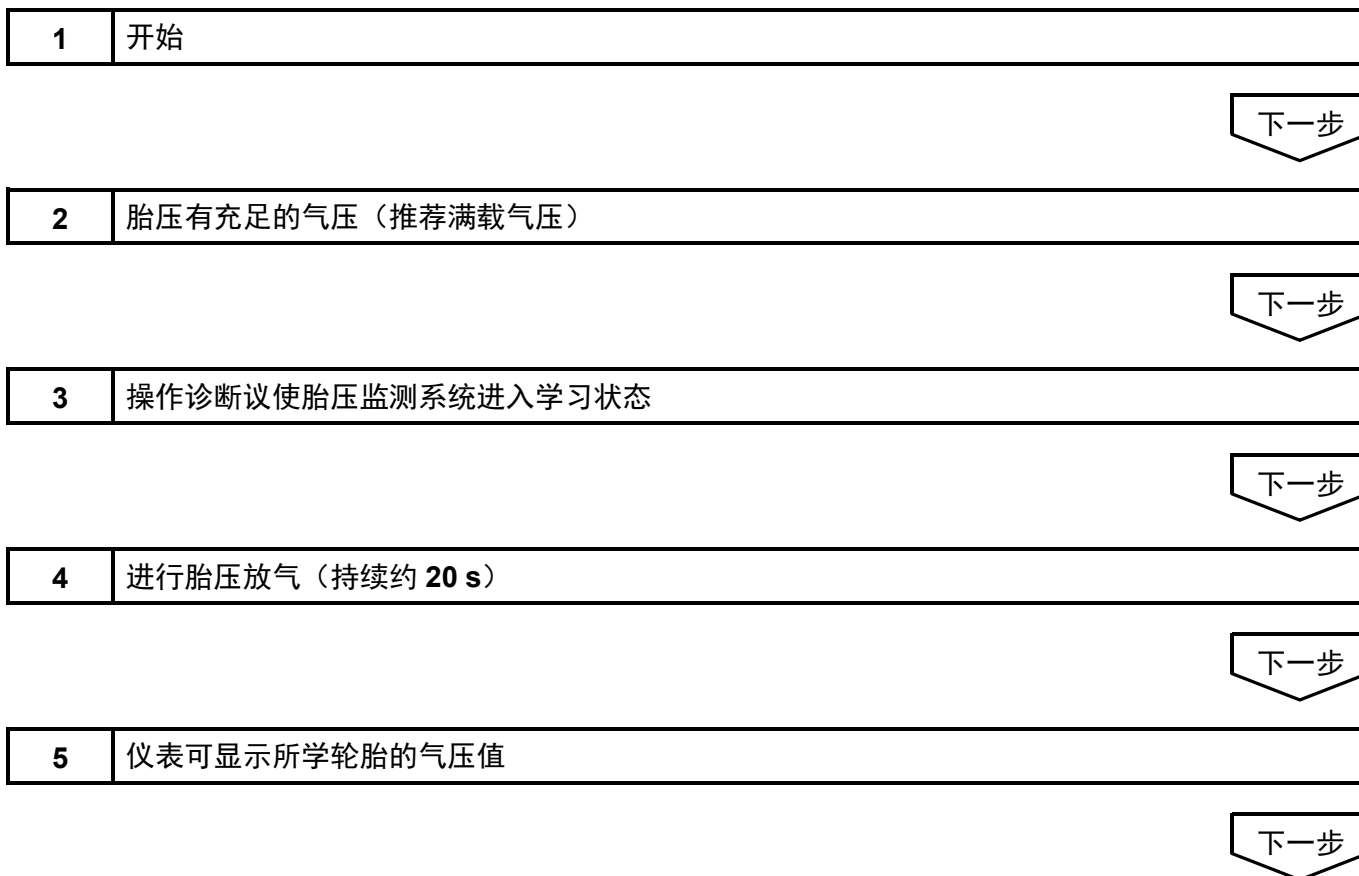 1 开始
下一步
2 胎压有充足的气压（推荐满载气压）
下一步
3 操作诊断议使胎压监测系统进入学习状态
下一步
4 进行胎压放气（持续约 20 s）
下一步
5 仪表可显示所学轮胎的气压值
下一步